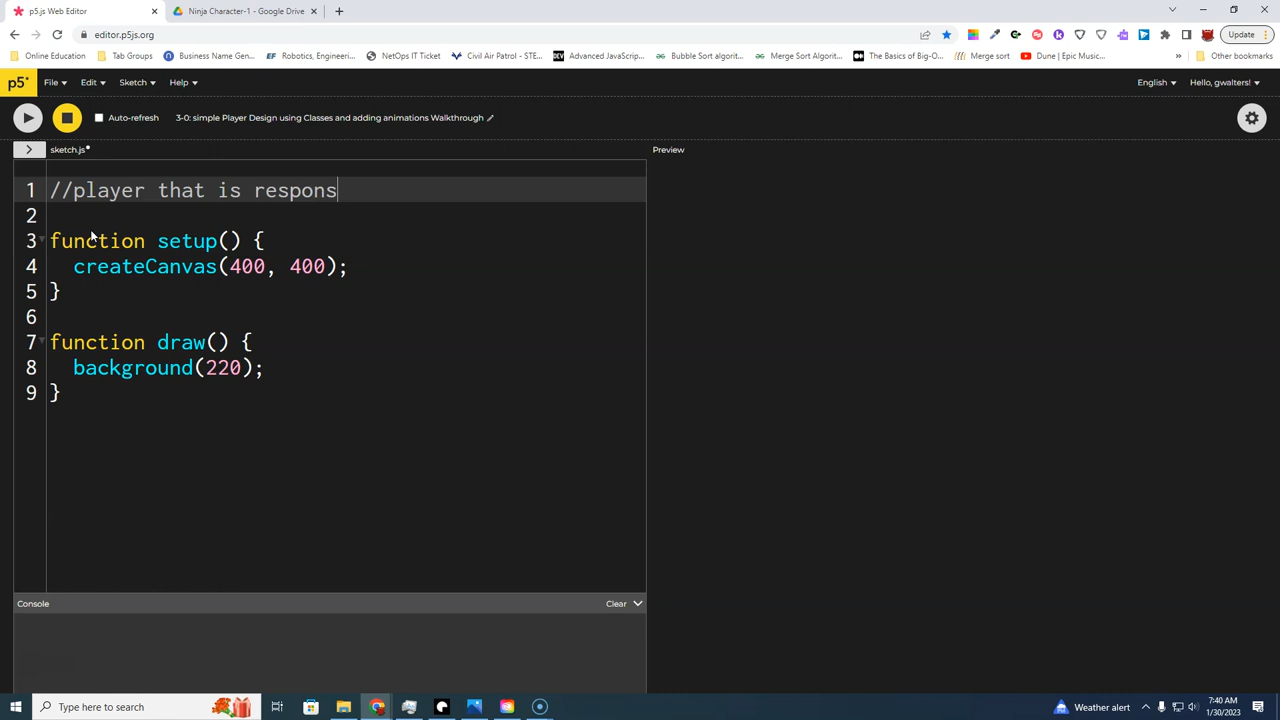 p5.js Web Editor
Ninja Character-1 - Google Drive
editor.p5js.org
Update
Online Education
Tab Groups
Business Name Gen...
Robotics, Engineeri...
NetOps IT Ticket
Civil Air Patrol - STE...
Advanced JavaScrip...
Bubble Sort Algorit...
Merge Sort Algorit...
The Basics of Big-O...
Merge sort
Dune | Epic Music...
»
Other bookmarks
p5*
File
Edit
Sketch
Help
English
Hello, gwalters!
Auto-refresh
3-0: simple Player Design using Classes and adding animations Walkthrough
sketch.js•
Preview
1 //player that is respons
2
3 function setup() {
4 createCanvas(400, 400);
5 }
6
7 function draw() {
8 background(220);
9 }
Console
Clear
Type here to search
Weather alert
7:40 AM
1/30/2023